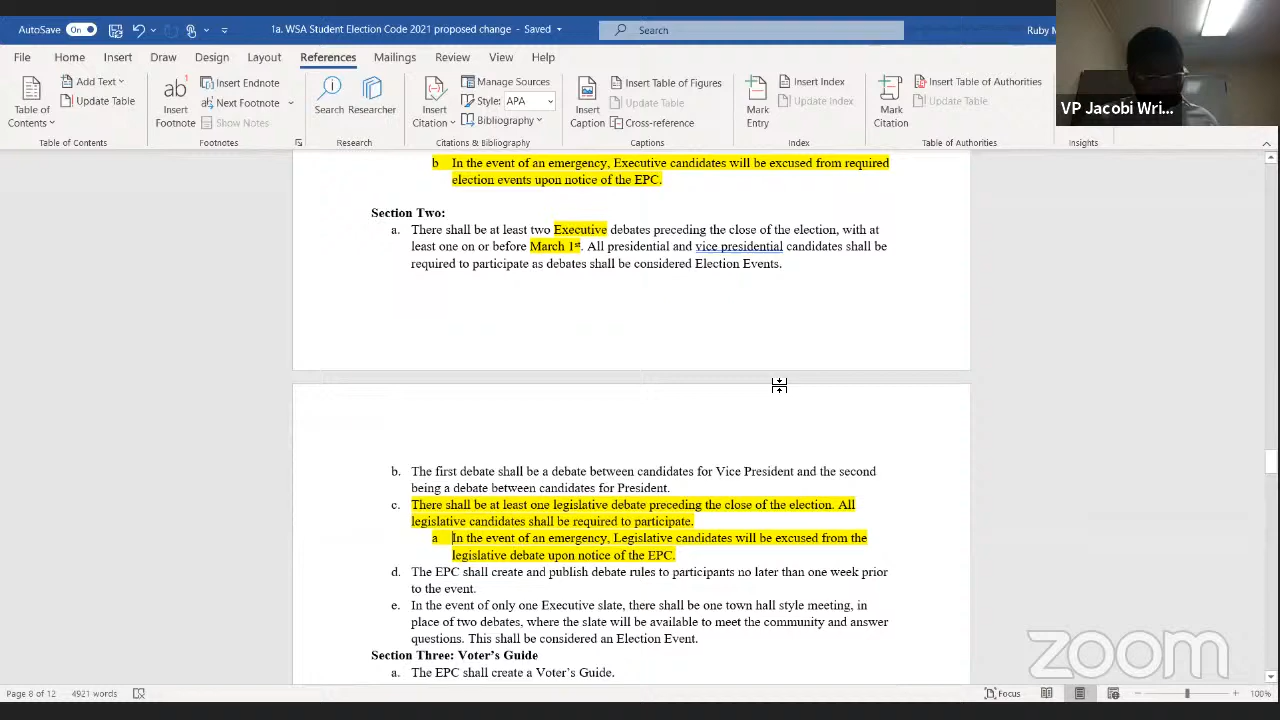 AutoSave On 1a. WSA Student Election Code 2021 proposed change - Saved Search Ruby M
File Home Insert Draw Design Layout References Mailings Review View Help
Table of Contents Add Text Update Table
Table of Contents
ab¹ Insert Footnote Insert Endnote Next Footnote Show Notes
Footnotes
Search Researcher
Research
Insert Citation Manage Sources Style: APA Bibliography
Citations & Bibliography
Insert Caption Insert Table of Figures Update Table Cross-reference
Captions
Mark Entry Insert Index Update Index
Index
Mark Citation Insert Table of Authorities Update Table
Table of Authorities
Insights
VP Jacobi Wri...
b In the event of an emergency, Executive candidates will be excused from required
election events upon notice of the EPC.
Section Two:
a. There shall be at least two Executive debates preceding the close of the election, with at
least one on or before March 1st. All presidential and vice presidential candidates shall be
required to participate as debates shall be considered Election Events.
b. The first debate shall be a debate between candidates for Vice President and the second
being a debate between candidates for President.
c. There shall be at least one legislative debate preceding the close of the election. All
legislative candidates shall be required to participate.
a In the event of an emergency, Legislative candidates will be excused from the
legislative debate upon notice of the EPC.
d. The EPC shall create and publish debate rules to participants no later than one week prior
to the event.
e. In the event of only one Executive slate, there shall be one town hall style meeting, in
place of two debates, where the slate will be available to meet the community and answer
questions. This shall be considered an Election Event.
Section Three: Voter’s Guide
a. The EPC shall create a Voter’s Guide.
zoom
Page 8 of 12 4921 words Focus 100%